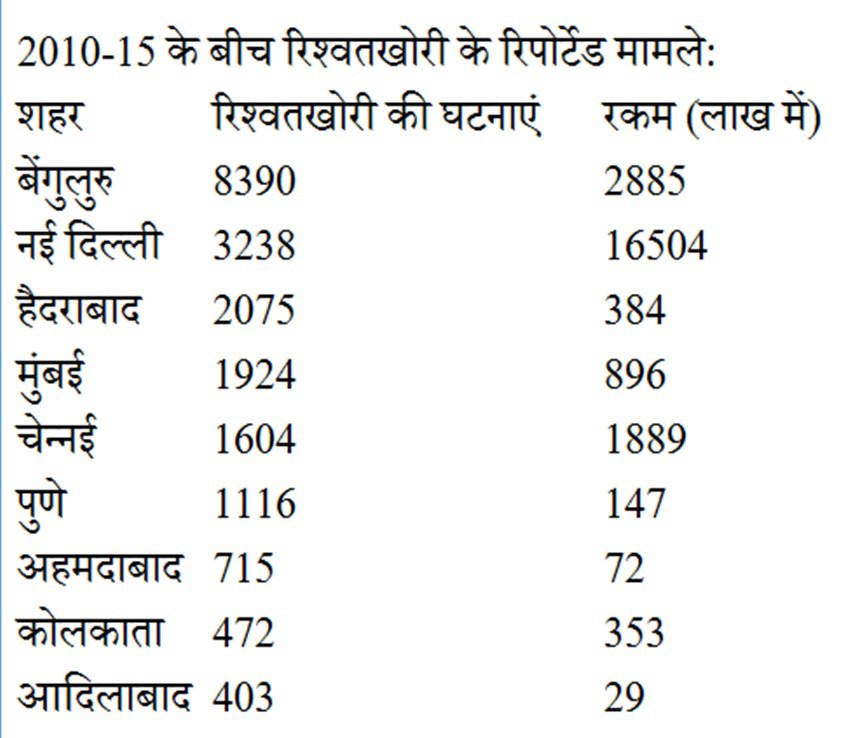 2010-15 के बीच रिश्वतखोरी के रिपोर्टेड मामले:
शहर रिश्वतखोरी की घटनाएं रकम (लाख में)
बेंगुलुरु 8390 2885
नई दिल्ली 3238 16504
हैदराबाद 2075 384
मुंबई 1924 896
चेन्नई 1604 1889
पुणे 1116 147
अहमदाबाद 715 72
कोलकाता 472 353
आदिलाबाद 403 29